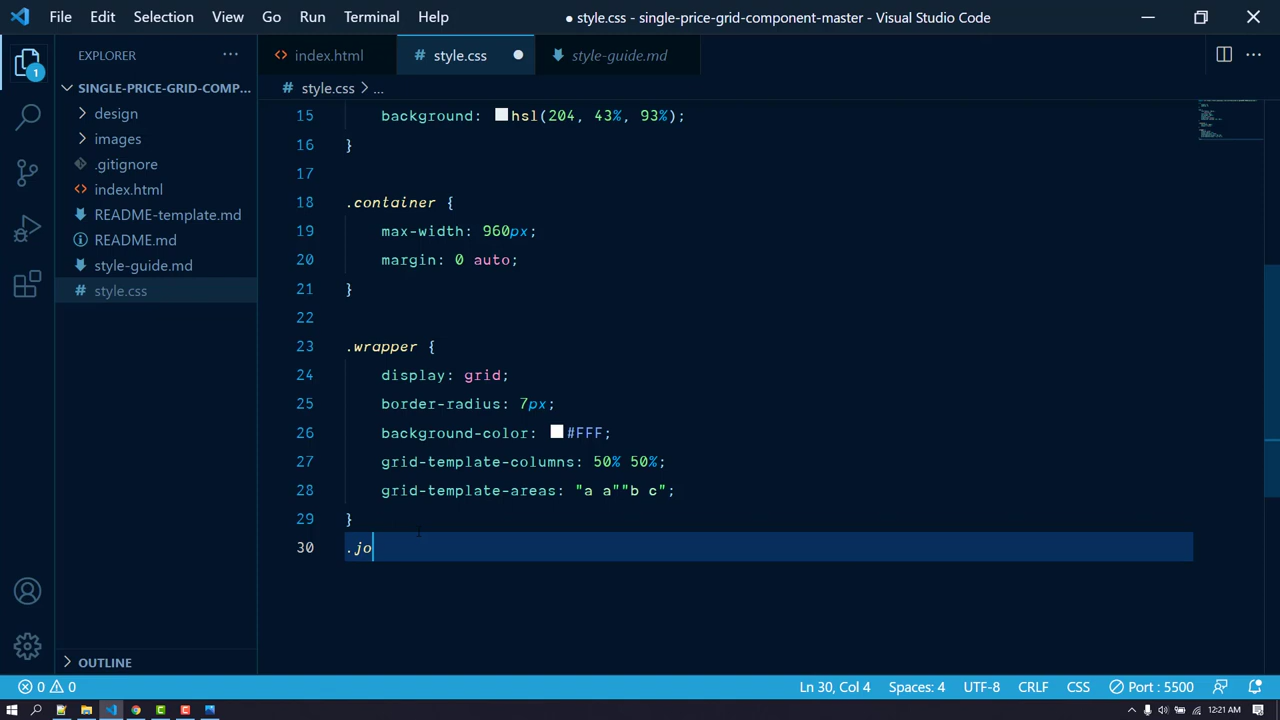 File Edit Selection View Go Run Terminal Help
● style.css - single-price-grid-component-master - Visual Studio Code
EXPLORER ···
index.html
# style.css ●
style-guide.md
SINGLE-PRICE-GRID-COMP...
# style.css > ...
design
images
.gitignore
index.html
README-template.md
README.md
style-guide.md
# style.css
15 background: hsl(204, 43%, 93%);
16 }
17
18 .container {
19 max-width: 960px;
20 margin: 0 auto;
21 }
22
23 .wrapper {
24 display: grid;
25 border-radius: 7px;
26 background-color: #FFF;
27 grid-template-columns: 50% 50%;
28 grid-template-areas: "a a""b c";
29 }
30 .jo
1
OUTLINE
0 0
Ln 30, Col 4 Spaces: 4 UTF-8 CRLF CSS Port : 5500
12:21 AM